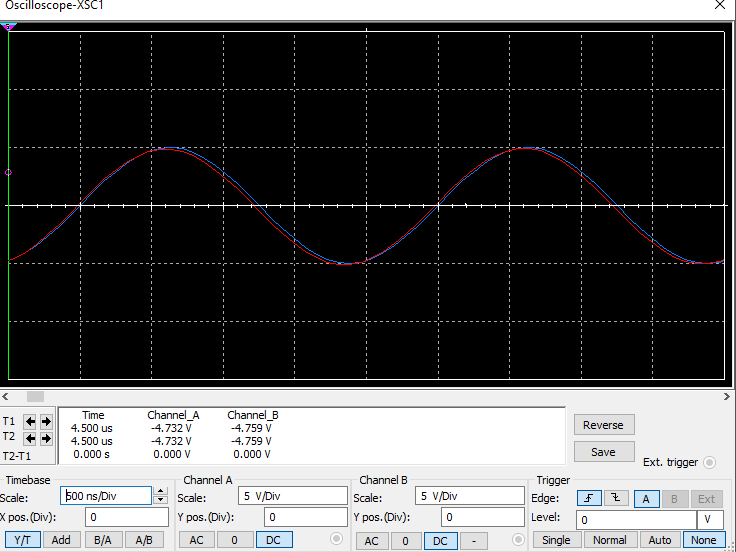 Oscilloscope-XSC1
T1
T2
T2-T1
Time Channel_A Channel_B
4.500 us -4.732 V -4.759 V
4.500 us -4.732 V -4.759 V
0.000 s 0.000 V 0.000 V
Reverse
Save
Ext. trigger
Timebase
Scale: 500 ns/Div
X pos.(Div): 0
Y/T Add B/A A/B
Channel A
Scale: 5 V/Div
Y pos.(Div): 0
AC 0 DC
Channel B
Scale: 5 V/Div
Y pos.(Div): 0
AC 0 DC -
Trigger
Edge: A B Ext
Level: 0 V
Single Normal Auto None